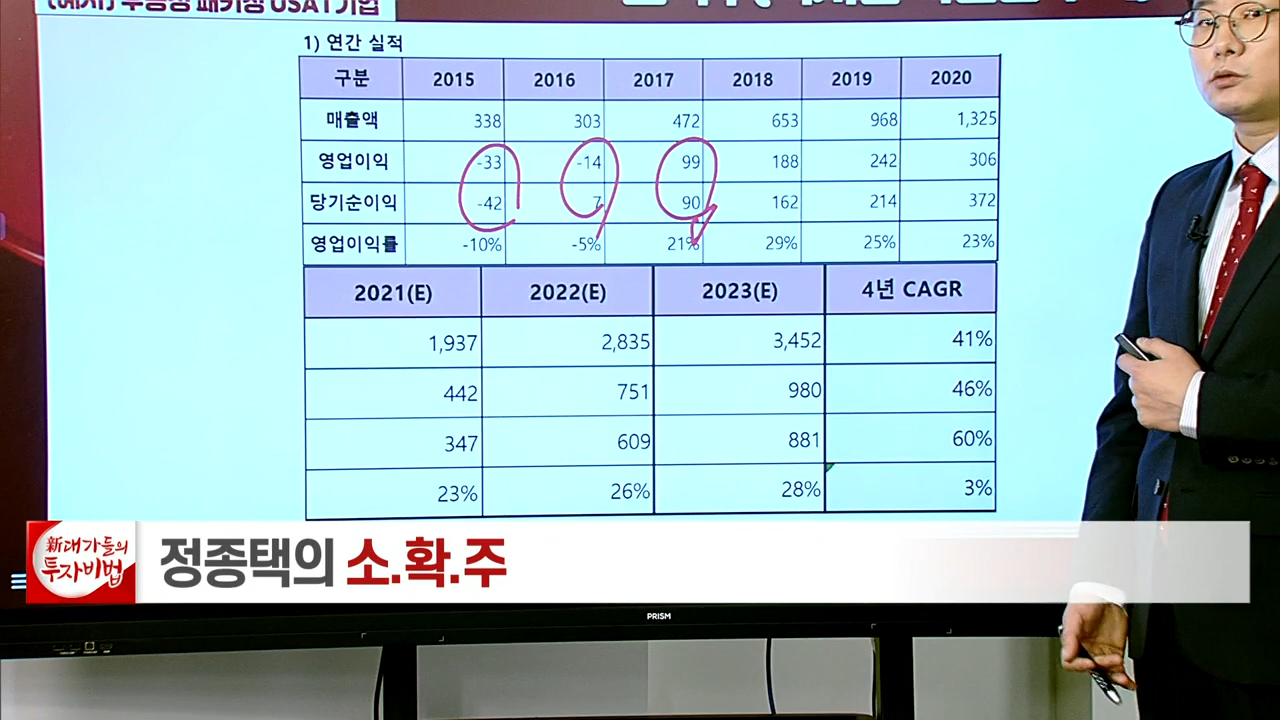 1) 연간 실적
구분 2015 2016 2017 2018 2019 2020
매출액 338 303 472 653 968 1,325
영업이익 -33 -14 99 188 242 306
당기순이익 -42 7 90 162 214 372
영업이익률 -10% -5% 21% 29% 25% 23%
2021(E) 2022(E) 2023(E) 4년 CAGR
1,937 2,835 3,452 41%
442 751 980 46%
347 609 881 60%
23% 26% 28% 3%
新대가들의
투자비법
정종택의 소.확.주
PRISM